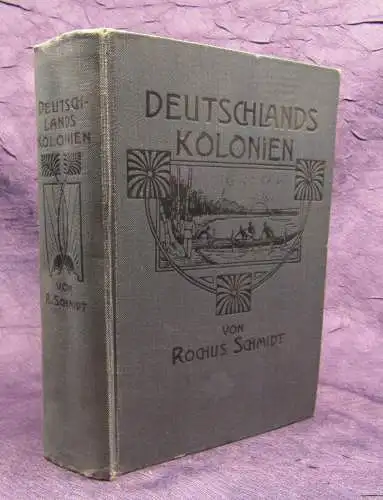 DEUTSCH-
LANDS
KOLONIEN
VON
R. SCHMIDT
DEUTSCHLANDS
KOLONIEN
VON
ROCHUS SCHMIDT